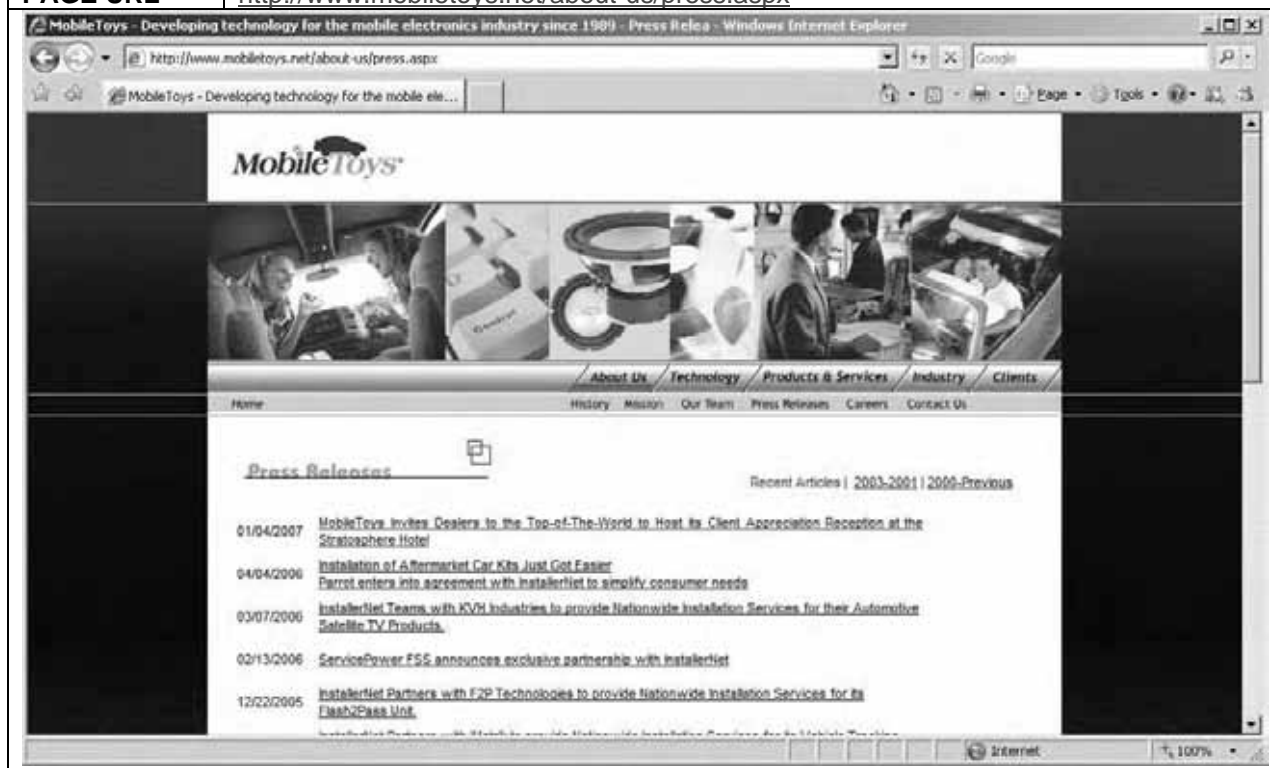 PAGE URL http://www.mobiletoys.net/about-us/press.aspx
MobileToys - Developing technology for the mobile electronics industry since 1989 - Press Relea - Windows Internet Explorer
http://www.mobiletoys.net/about-us/press.aspx
Google
MobileToys - Developing technology for the mobile ele...
Page
Tools
MobileToys
About Us Technology Products & Services Industry Clients
Home History Mission Our Team Press Releases Careers Contact Us
Press Releases
Recent Articles | 2003-2001 | 2000-Previous
01/04/2007 MobileToys Invites Dealers to the Top-of-The-World to Host its Client Appreciation Reception at the
Stratosphere Hotel
04/04/2006 Installation of Aftermarket Car Kits Just Got Easier
Parrot enters into agreement with InstallerNet to simplify consumer needs
03/07/2006 InstallerNet Teams with KVH Industries to provide Nationwide Installation Services for their Automotive
Satellite TV Products.
02/13/2006 ServicePower FSS announces exclusive partnership with InstallerNet
12/22/2005 InstallerNet Partners with F2P Technologies to provide Nationwide Installation Services for its
Flash2Pass Unit.
Internet 100%